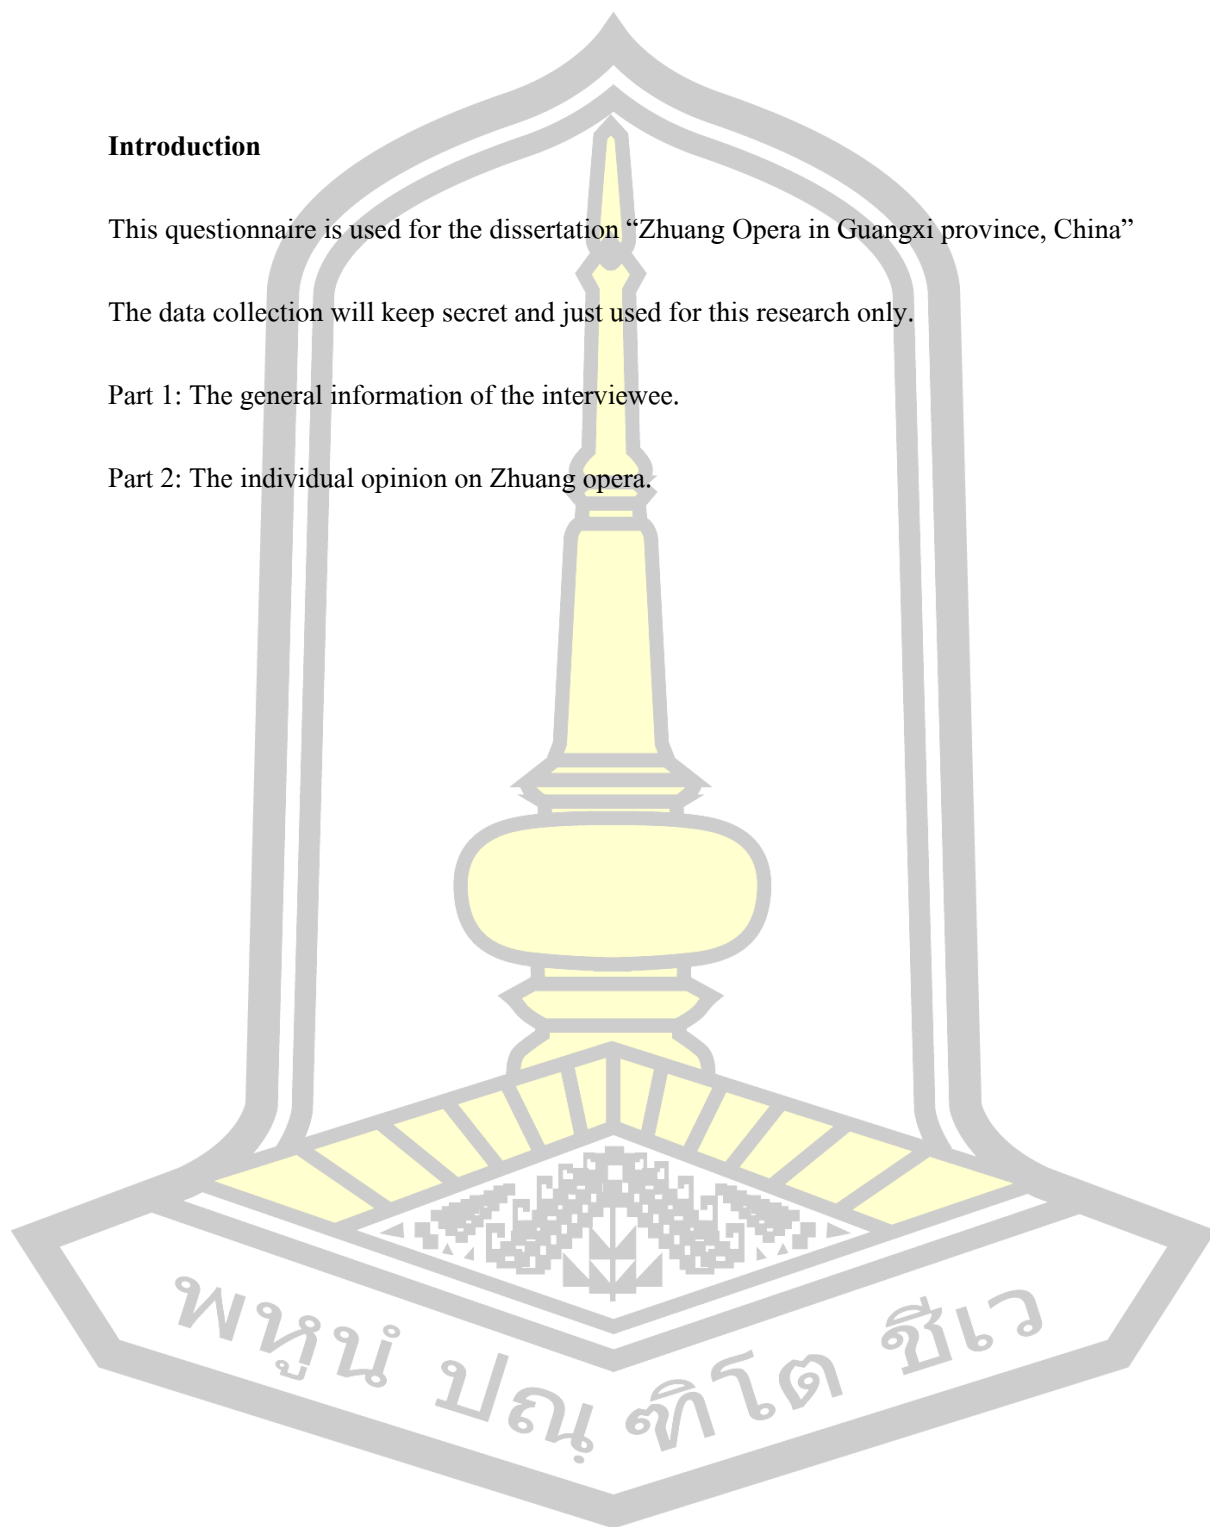 Introduction
This questionnaire is used for the dissertation “Zhuang Opera in Guangxi province, China”
The data collection will keep secret and just used for this research only.
Part 1: The general information of the interviewee.
Part 2: The individual opinion on Zhuang opera.
พหูนํ ปณฺฑิโต ชีเว